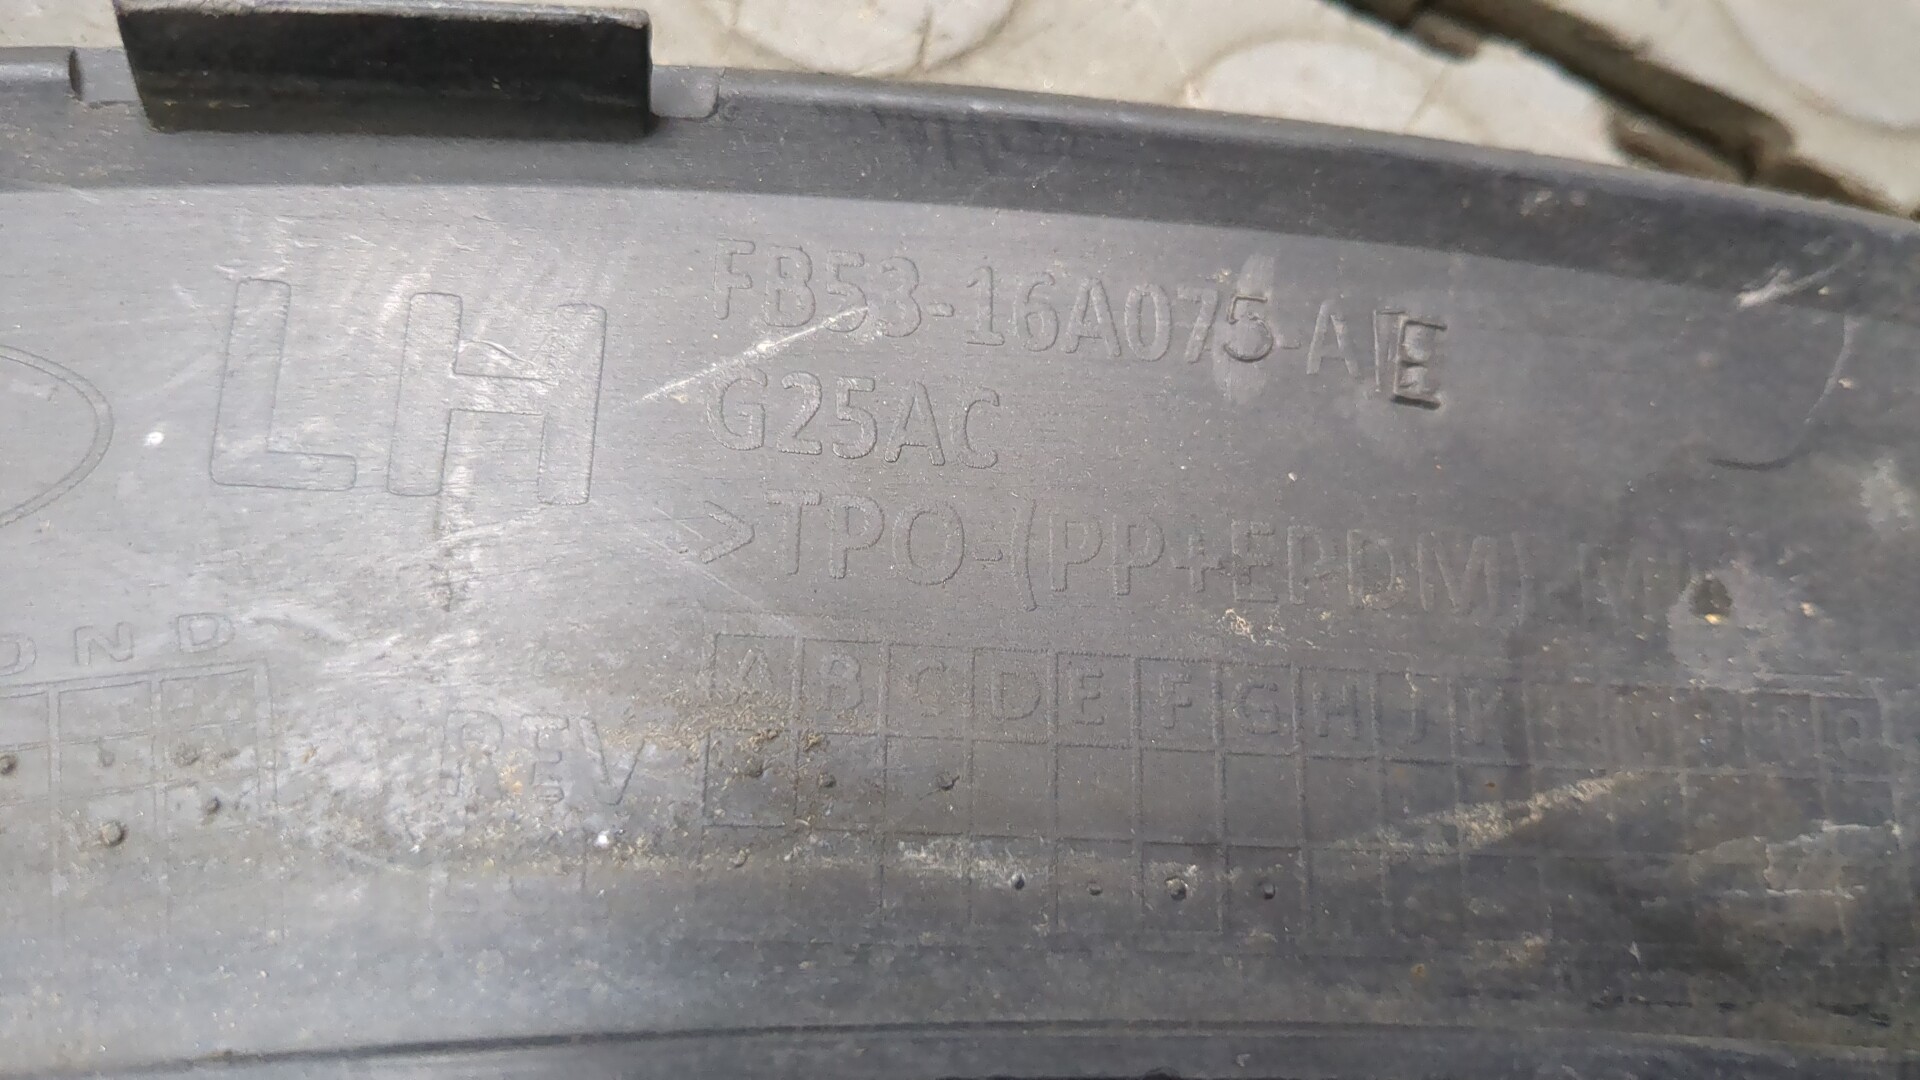 LH
FB53-16A075-AE
G25AC
>TPO-(PP+EPDM)
O N D
A B C D E F G H J K
REV